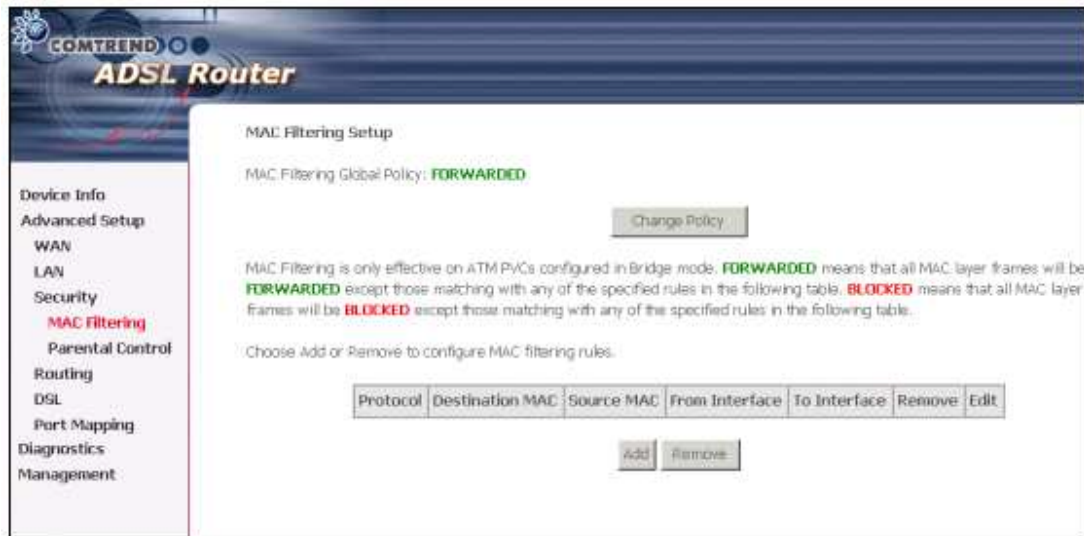 COMTREND
ADSL Router
Device Info
Advanced Setup
WAN
LAN
Security
MAC Filtering
Parental Control
Routing
DSL
Port Mapping
Diagnostics
Management
MAC Filtering Setup
MAC Filtering Global Policy: FORWARDED
Change Policy
MAC Filtering is only effective on ATM PVCs configured in Bridge mode. FORWARDED means that all MAC layer frames will be
FORWARDED except those matching with any of the specified rules in the following table. BLOCKED means that all MAC layer
frames will be BLOCKED except those matching with any of the specified rules in the following table.
Choose Add or Remove to configure MAC filtering rules.
Protocol Destination MAC Source MAC From Interface To Interface Remove Edit
Add Remove